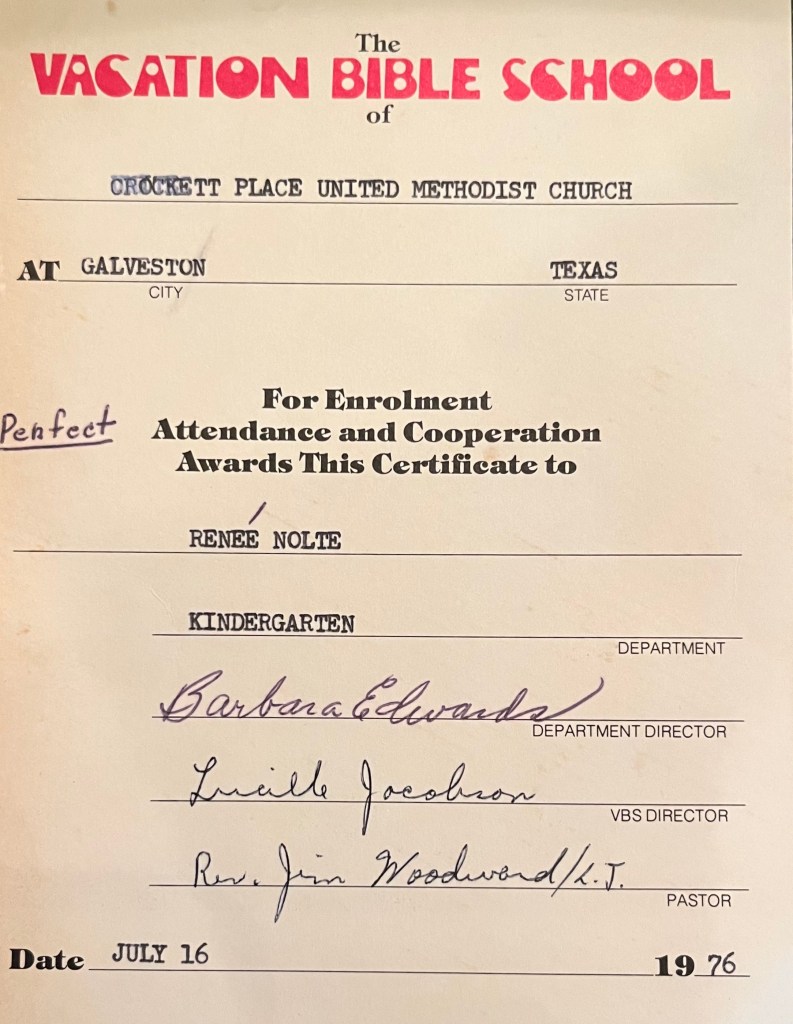 The
VACATION BIBLE SCHOOL
of
CROCKETT PLACE UNITED METHODIST CHURCH
AT GALVESTON TEXAS
CITY STATE
For Enrolment
Perfect Attendance and Cooperation
Awards This Certificate to
RENEÉ NOLTE
KINDERGARTEN
DEPARTMENT
Barbara Edwards
DEPARTMENT DIRECTOR
Lucille Jacobson
VBS DIRECTOR
Rev. Jim Woodward/L.J.
PASTOR
Date JULY 16 1976